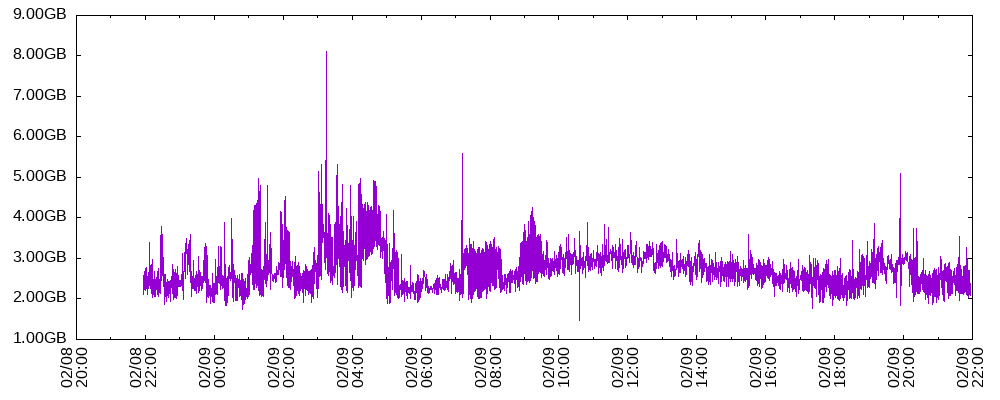 9.00GB
8.00GB
7.00GB
6.00GB
5.00GB
4.00GB
3.00GB
2.00GB
1.00GB
02/08 20:00
02/08 22:00
02/09 00:00
02/09 02:00
02/09 04:00
02/09 06:00
02/09 08:00
02/09 10:00
02/09 12:00
02/09 14:00
02/09 16:00
02/09 18:00
02/09 20:00
02/09 22:00